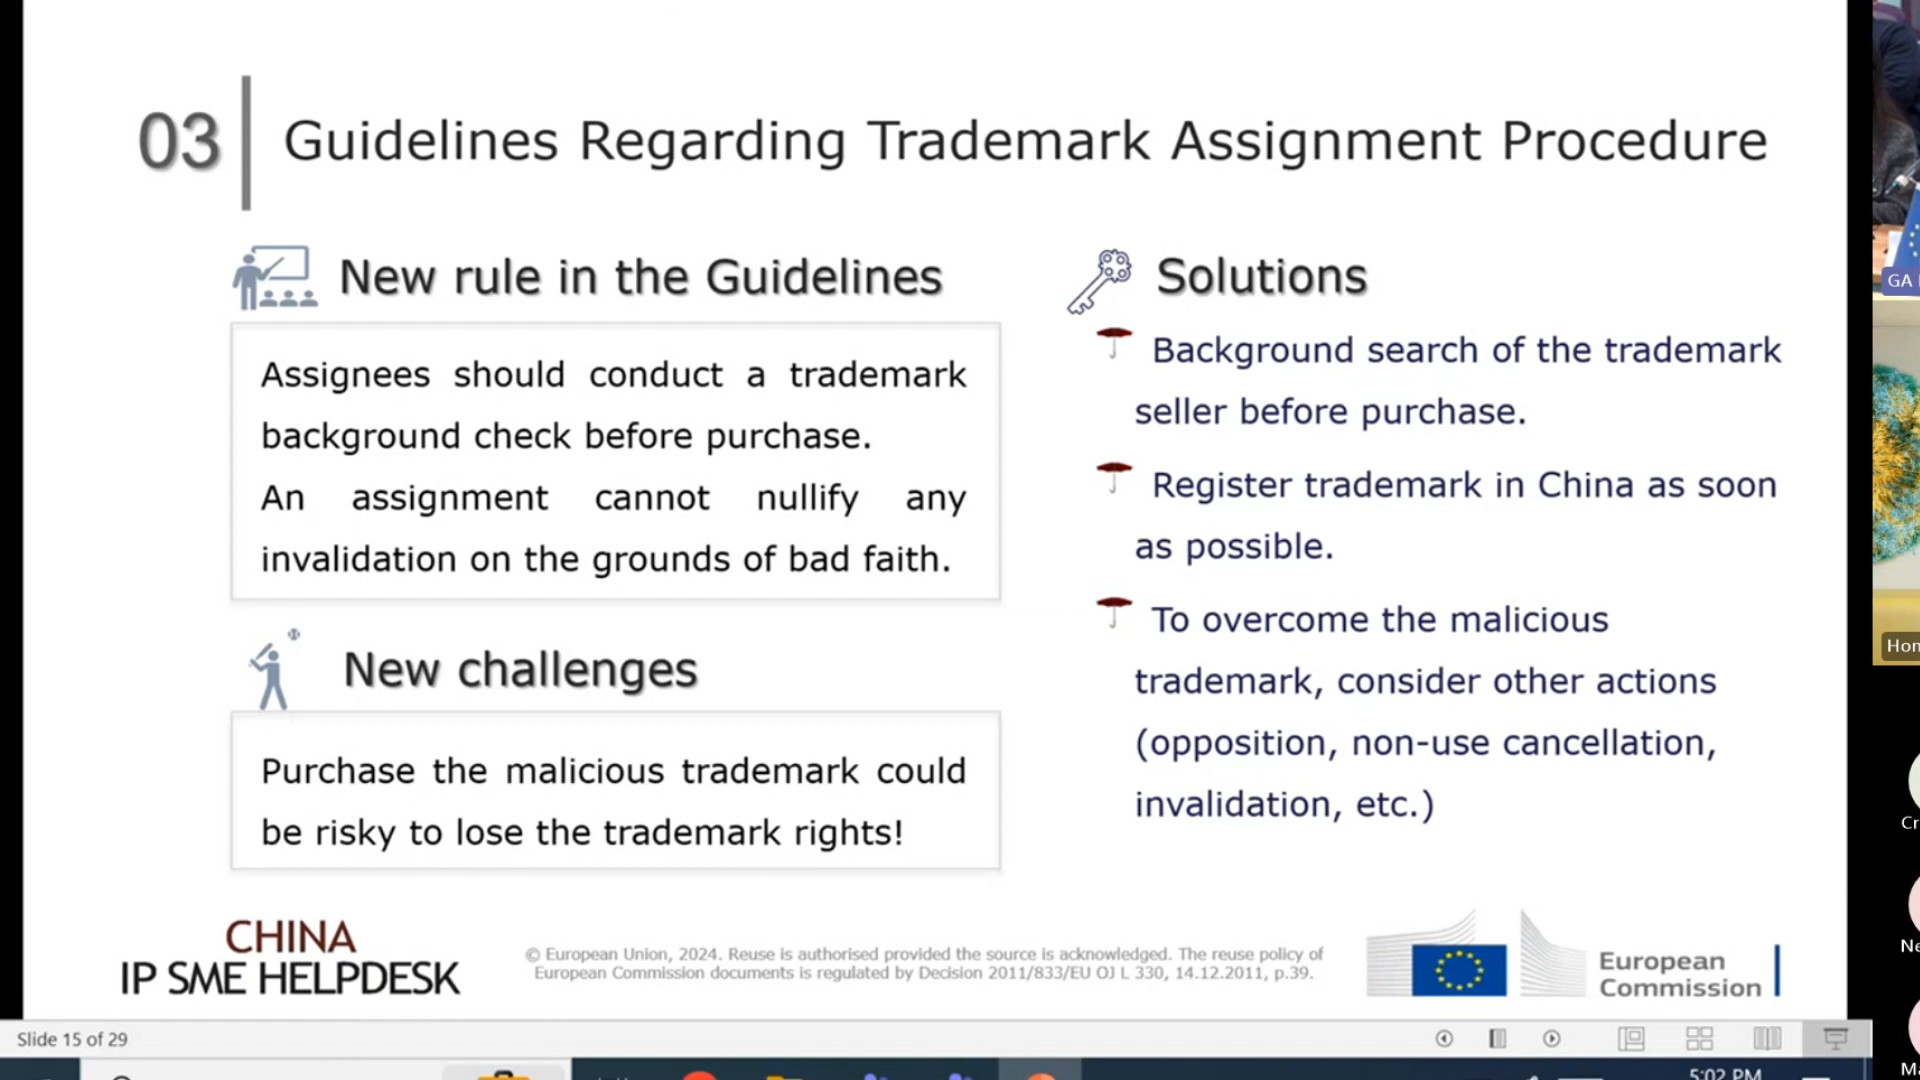 03
Guidelines Regarding Trademark Assignment Procedure
New rule in the Guidelines
Assignees should conduct a trademark
background check before purchase.
An assignment cannot nullify any
invalidation on the grounds of bad faith.
New challenges
Purchase the malicious trademark could
be risky to lose the trademark rights!
Solutions
Background search of the trademark
seller before purchase.
Register trademark in China as soon
as possible.
To overcome the malicious
trademark, consider other actions
(opposition, non-use cancellation,
invalidation, etc.)
CHINA
IP SME HELPDESK
© European Union, 2024. Reuse is authorised provided the source is acknowledged. The reuse policy of
European Commission documents is regulated by Decision 2011/833/EU OJ L 330, 14.12.2011, p.39.
European
Commission
Slide 15 of 29
5:02 PM
GA